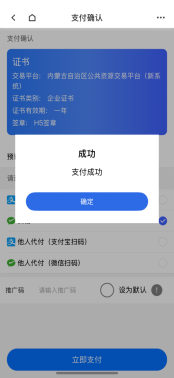 支付确认
支付确认
证书
交易平台： 内蒙古自治区公共资源交易平台（新系
统）
证书类别： 企业证书
证书有效期： 一年
签章： HS签章
成功
支付成功
确定
他人代付（支付宝扫码）
他人代付（微信扫码）
推广码 请输入推广码 设为默认
立即支付